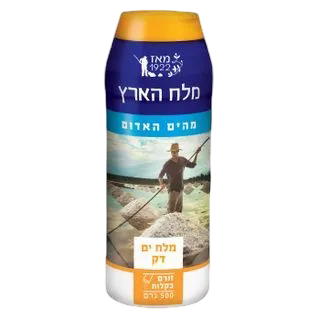 מאז
1922
מלח הארץ
מהים האדום
מלח ים
דק
זורם
בקלות
500 גרם